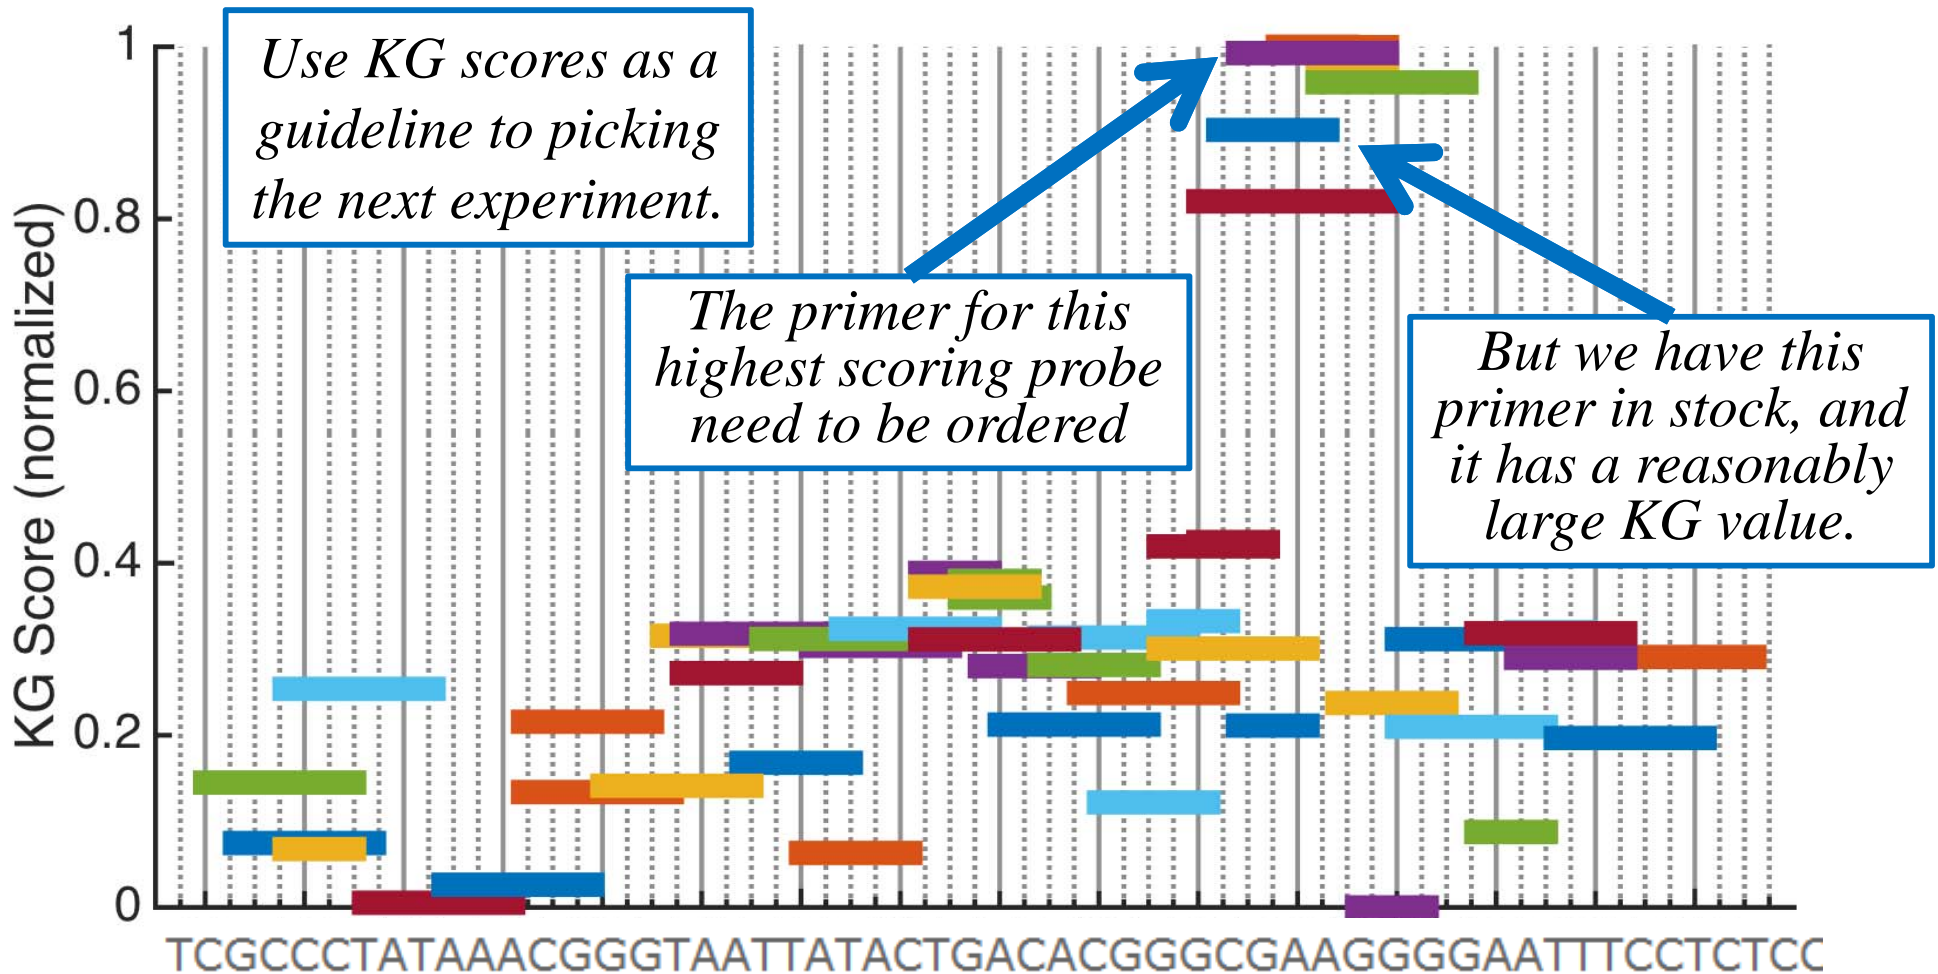 Use KG scores as a
guideline to picking
the next experiment.
The primer for this
highest scoring probe
need to be ordered
But we have this
primer in stock, and
it has a reasonably
large KG value.
KG Score (normalized)
1
0.8
0.6
0.4
0.2
0
TCGCCCTATAAACGGGTAATTATACTGACACGGGCGAAGGGGAATTTCCTCTCC